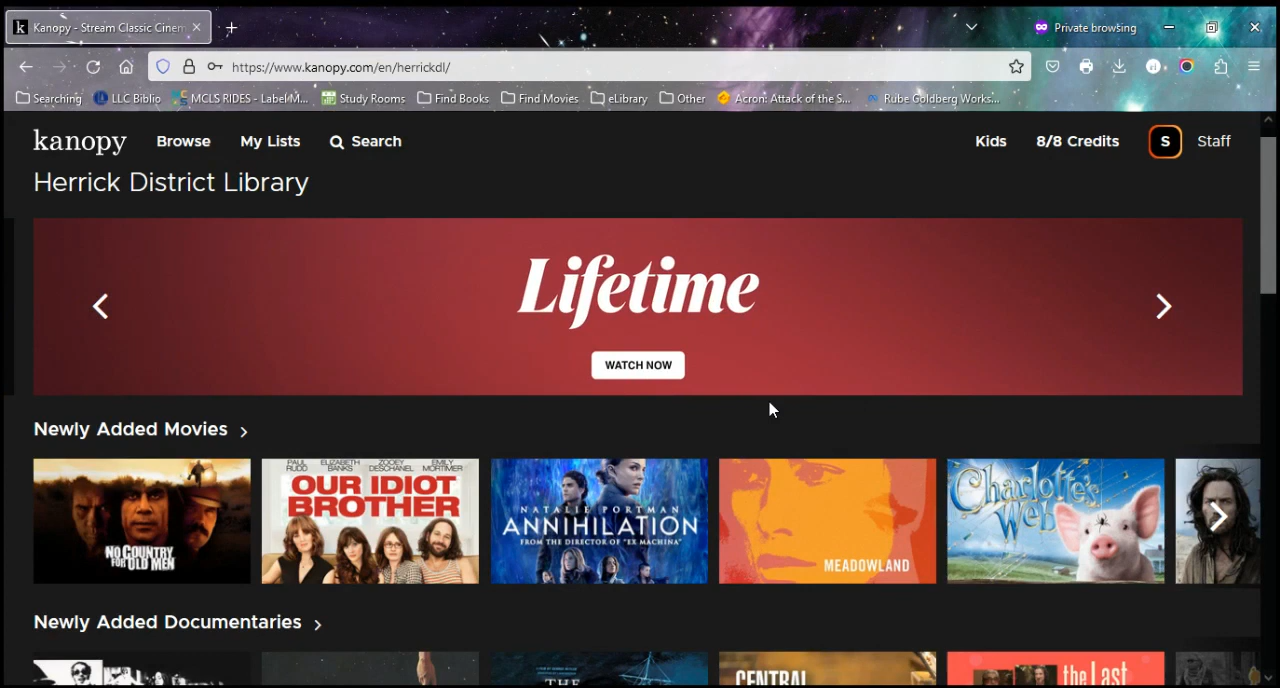 Kanopy - Stream Classic Cinem
Private browsing
https://www.kanopy.com/en/herrickdl/
Searching
LLC Biblio
MCLS RIDES - LabelM...
Study Rooms
Find Books
Find Movies
eLibrary
Other
Acron: Attack of the S...
Rube Goldberg Works...
kanopy
Browse
My Lists
Search
Kids
8/8 Credits
S
Staff
Herrick District Library
Lifetime
WATCH NOW
Newly Added Movies
NO COUNTRY
FOR OLD MEN
PAUL RUDD
ELIZABETH BANKS
ZOOEY DESCHANEL
EMILY MORTIMER
OUR IDIOT
BROTHER
NATALIE PORTMAN
ANNIHILATION
FROM THE DIRECTOR OF "EX MACHINA"
MEADOWLAND
Charlotte's
Web
Newly Added Documentaries
THE
CENTRAL
the Last